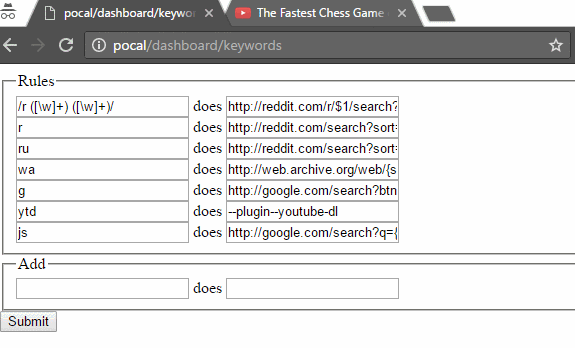 pocal/dashboard/keywords
The Fastest Chess Game
pocal/dashboard/keywords
Rules
/r ([\w]+) ([\w]+)/ does http://reddit.com/r/$1/search?
r does http://reddit.com/search?sort=
ru does http://reddit.com/search?sort=
wa does http://web.archive.org/web/{s
g does http://google.com/search?btn
ytd does --plugin--youtube-dl
js does http://google.com/search?q={
Add
does
Submit